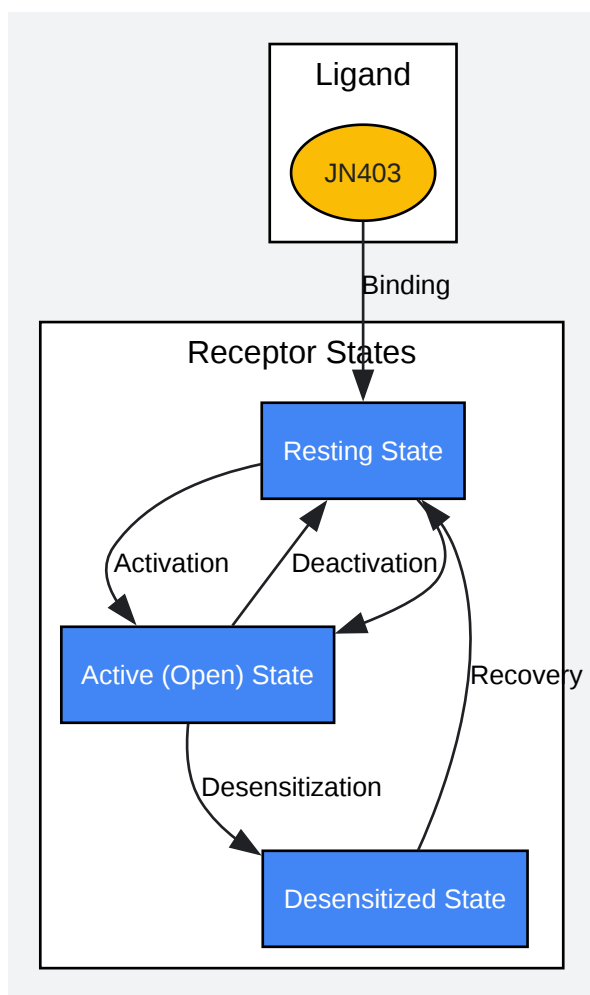 Ligand
JN403
Binding
Receptor States
Resting State
Activation
Deactivation
Active (Open) State
Recovery
Desensitization
Desensitized State